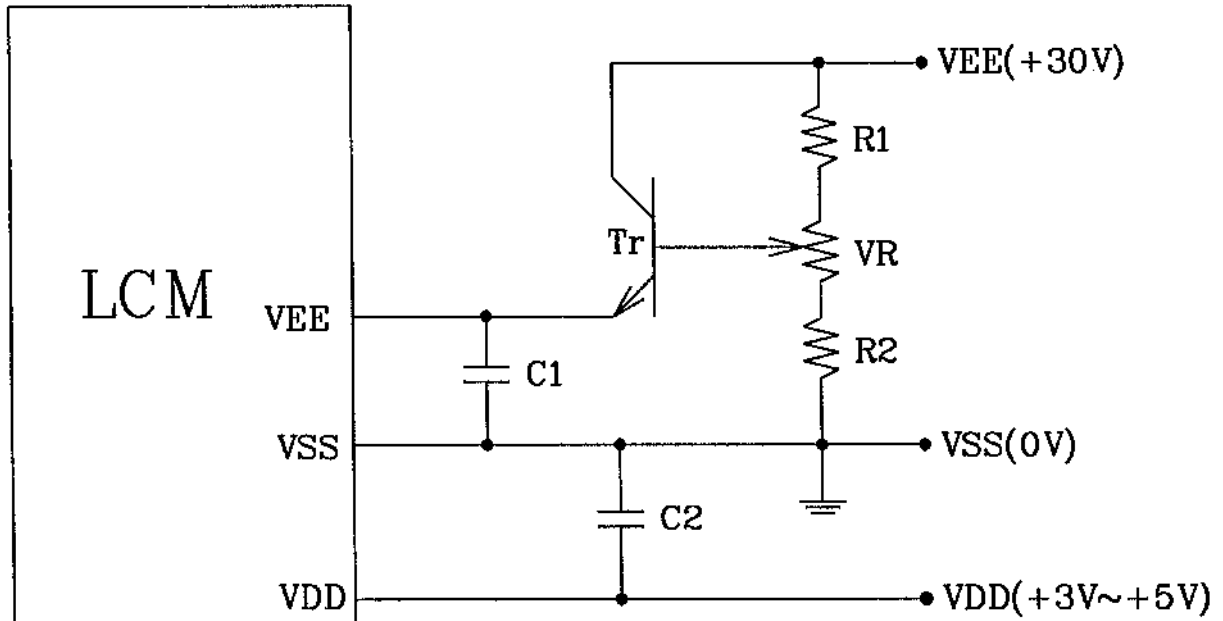 VEE(+30V)
R1
Tr
VR
LCM
VEE
R2
C1
VSS
VSS(0V)
C2
VDD
VDD(+3V~+5V)